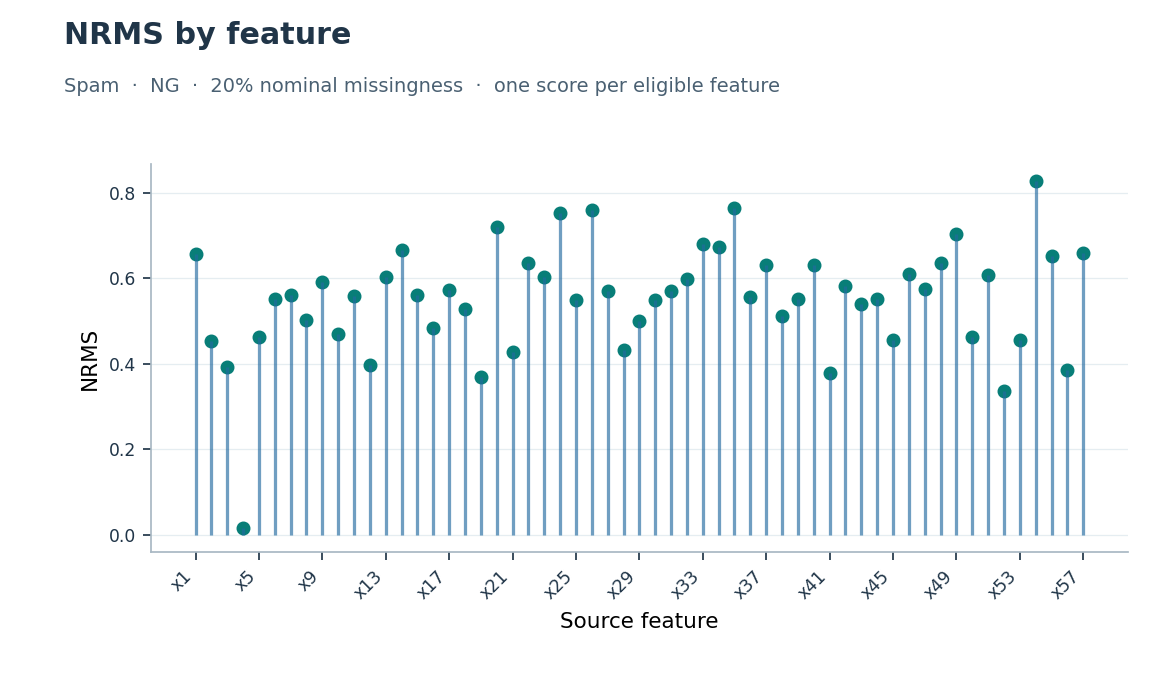 NRMS by feature
Spam · NG · 20% nominal missingness · one score per eligible feature
NRMS
0.8
0.6
0.4
0.2
0.0
x1 x5 x9 x13 x17 x21 x25 x29 x33 x37 x41 x45 x49 x53 x57
Source feature